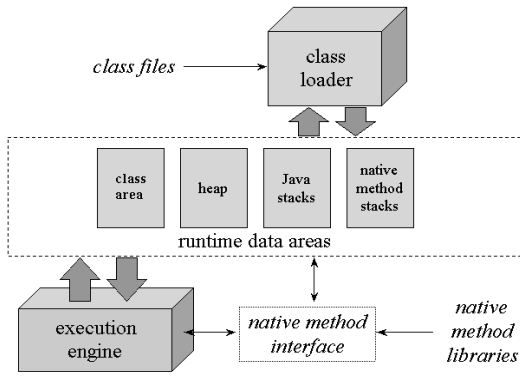 class files
class
loader
class
area
heap
Java
stacks
native
method
stacks
runtime data areas
execution
engine
native method
interface
native
method
libraries